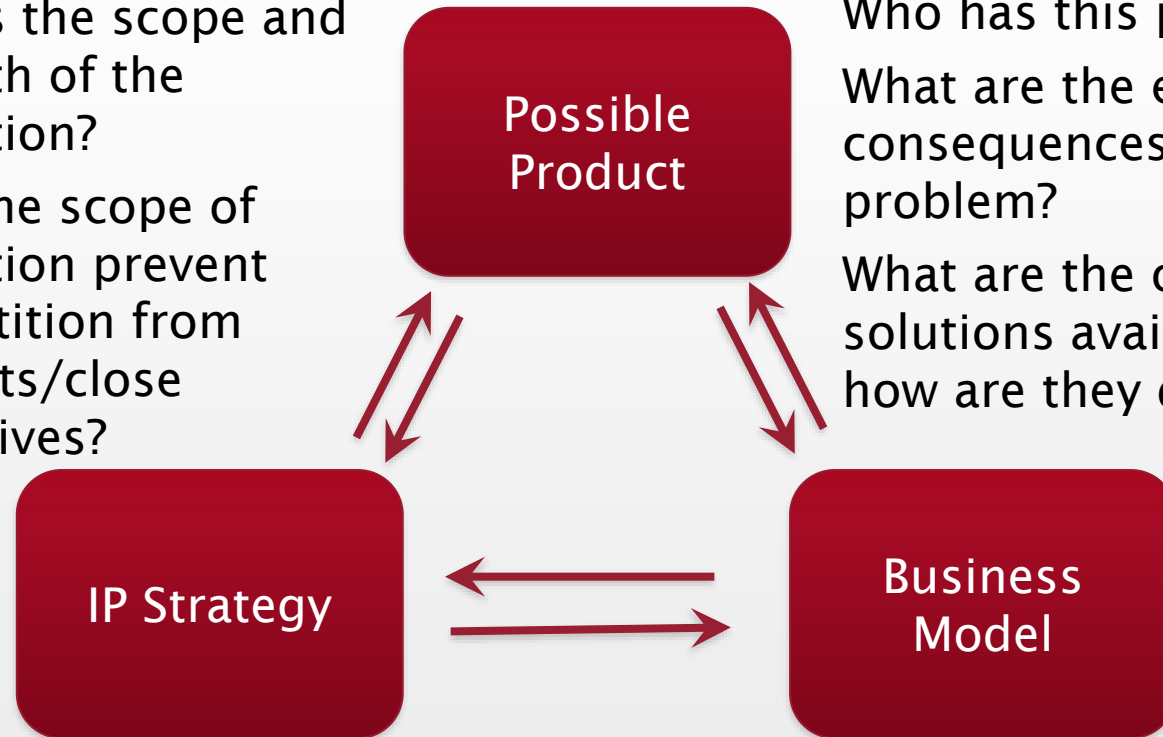 s the scope and
th of the
tion?
ne scope of
tion prevent
tition from
ts/close
ives?
Possible
Product
Who has this p
What are the e
consequences
problem?
What are the c
solutions avai
how are they c
IP Strategy
Business
Model